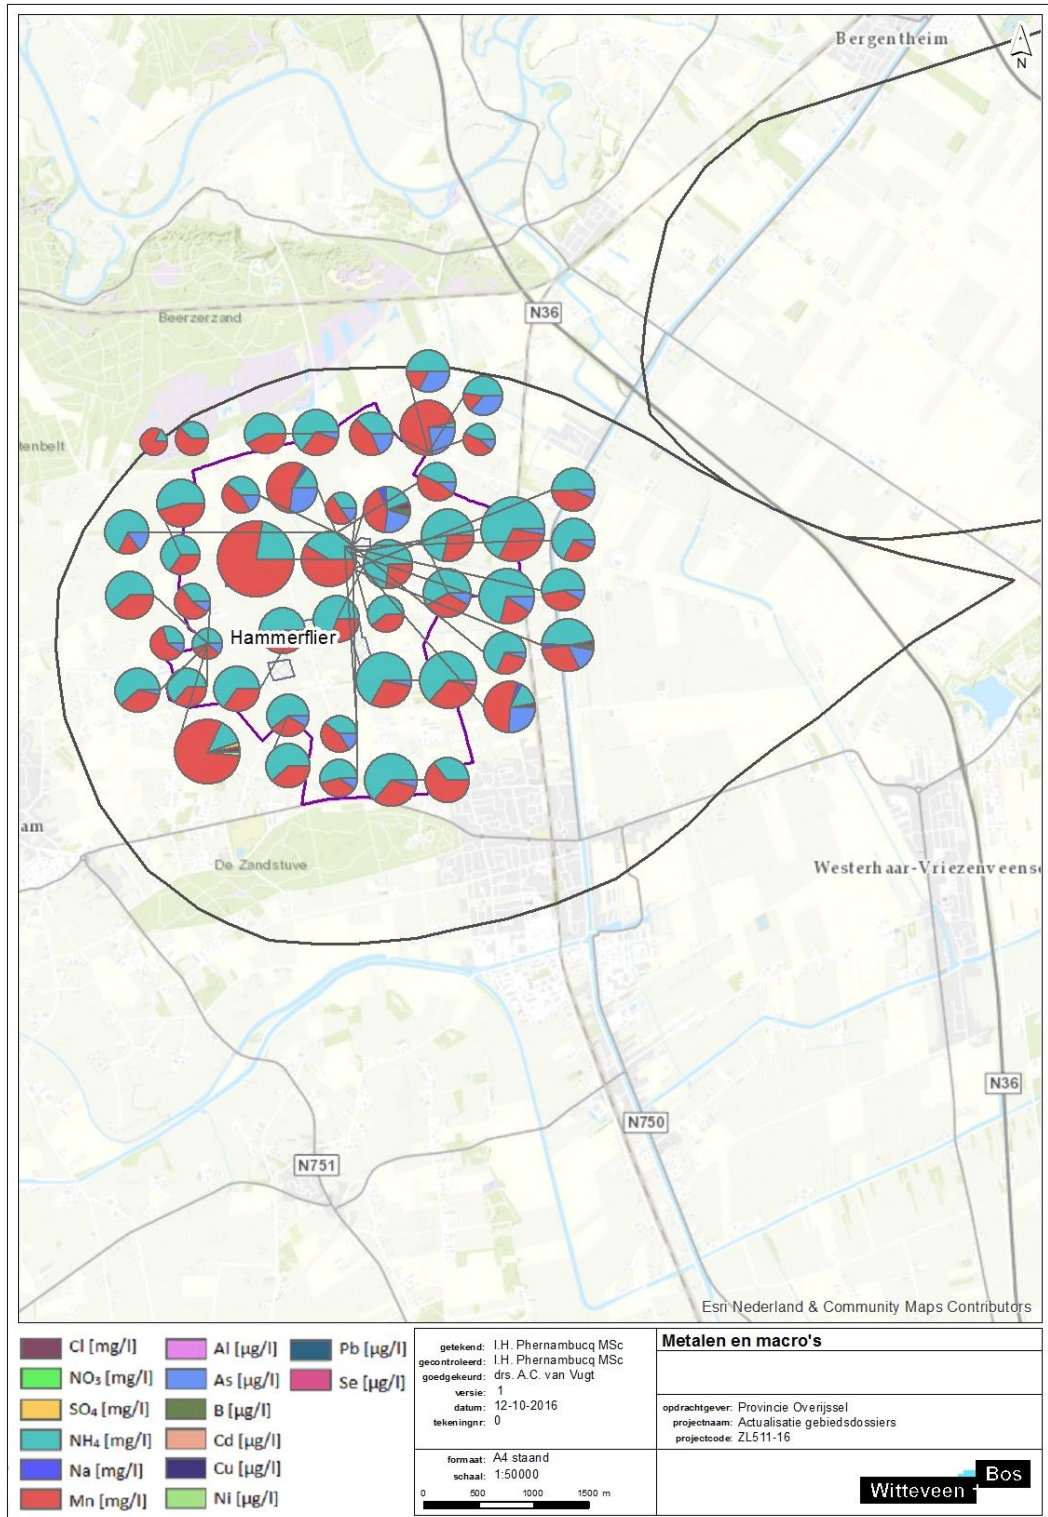 Bergentheim
N
N36
Beerzerzand
tenbelt
Hammerflier
am
De Zandstuve
Westerhaar-Vriezenveens
N36
N750
N751
Esri Nederland & Community Maps Contributors
Cl [mg/l]
NO₃ [mg/l]
SO₄ [mg/l]
NH₄ [mg/l]
Na [mg/l]
Mn [mg/l]
Al [µg/l]
As [µg/l]
B [µg/l]
Cd [µg/l]
Cu [µg/l]
Ni [µg/l]
Pb [µg/l]
Se [µg/l]
getekend: I.H. Phernambucq MSc
gecontroleerd: I.H. Phernambucq MSc
goedgekeurd: drs. A.C. van Vugt
versie: 1
datum: 12-10-2016
tekeningnr: 0
formaat: A4 staand
schaal: 1:50000
0 500 1000 1500 m
Metalen en macro's
opdrachtgever: Provincie Overijssel
projectnaam: Actualisatie gebiedsdossiers
projectcode: ZL511-16
Witteveen + Bos